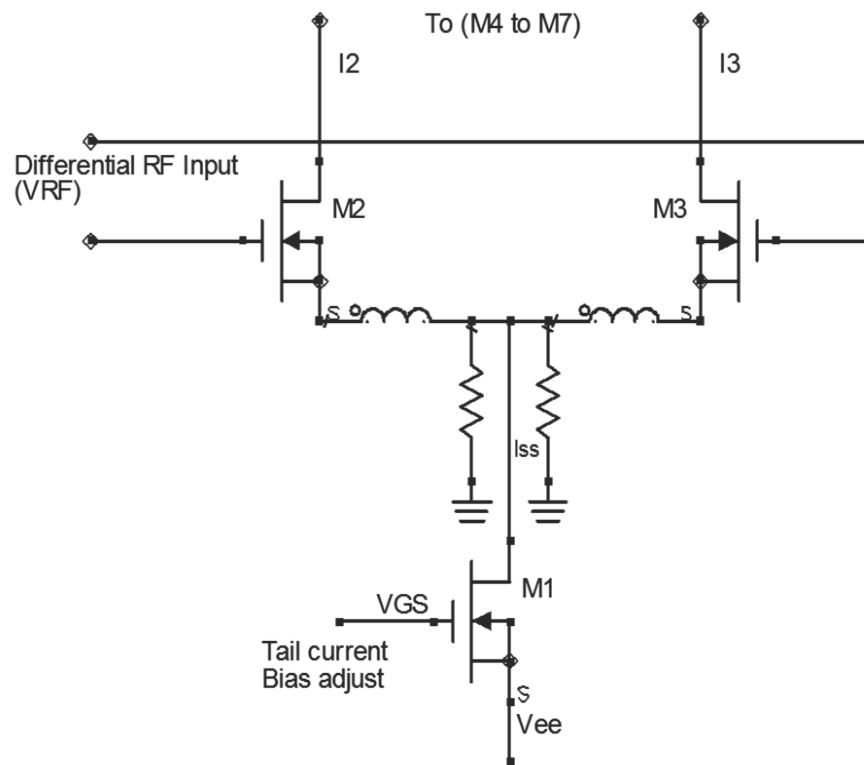 To (M4 to M7)
I2
I3
Differential RF Input
(VRF)
M2
M3
S
S
Iss
M1
VGS
Tail current
Bias adjust
S
Vee